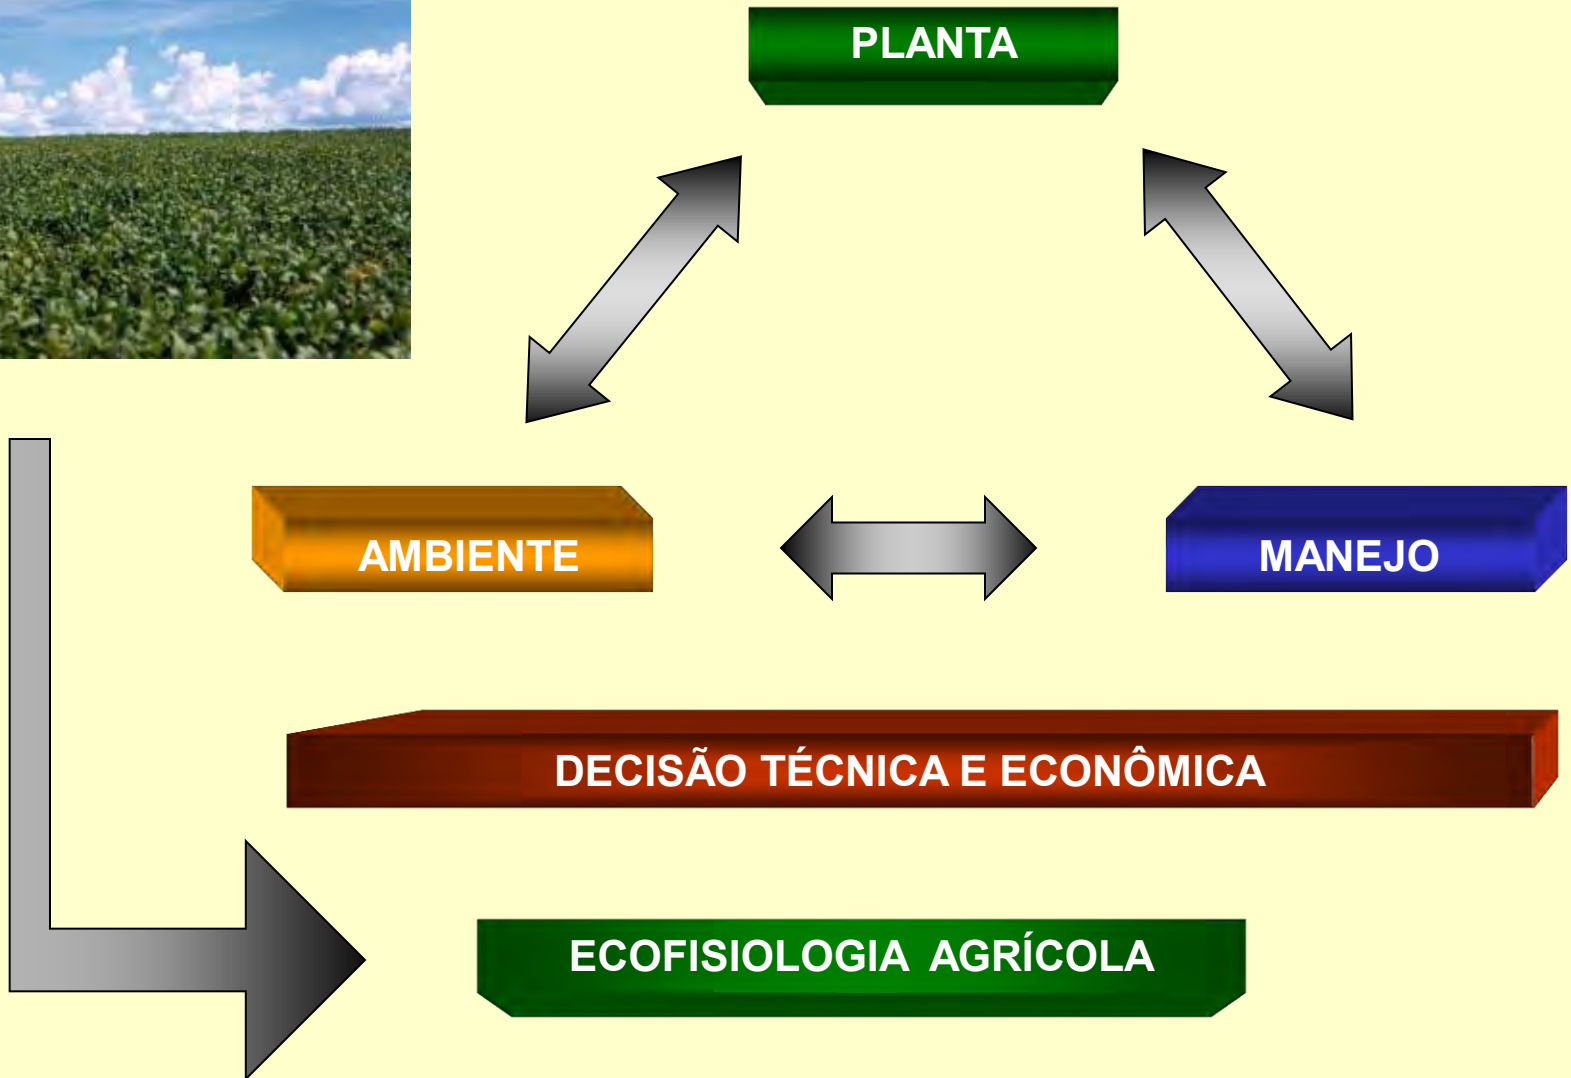 PLANTA
AMBIENTE
MANEJO
DECISÃO TÉCNICA E ECONÔMICA
ECOFISIOLOGIA AGRÍCOLA